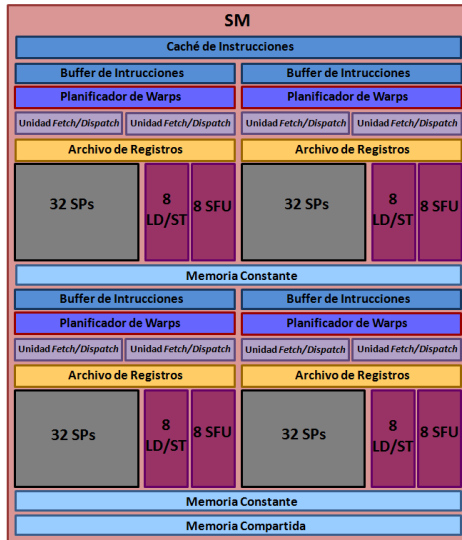 SM
Caché de Instrucciones
Buffer de Intrucciones
Buffer de Intrucciones
Planificador de Warps
Planificador de Warps
Unidad Fetch/Dispatch
Unidad Fetch/Dispatch
Unidad Fetch/Dispatch
Unidad Fetch/Dispatch
Archivo de Registros
Archivo de Registros
32 SPs
8
LD/ST
8 SFU
32 SPs
8
LD/ST
8 SFU
Memoria Constante
Buffer de Intrucciones
Buffer de Intrucciones
Planificador de Warps
Planificador de Warps
Unidad Fetch/Dispatch
Unidad Fetch/Dispatch
Unidad Fetch/Dispatch
Unidad Fetch/Dispatch
Archivo de Registros
Archivo de Registros
32 SPs
8
LD/ST
8 SFU
32 SPs
8
LD/ST
8 SFU
Memoria Constante
Memoria Compartida